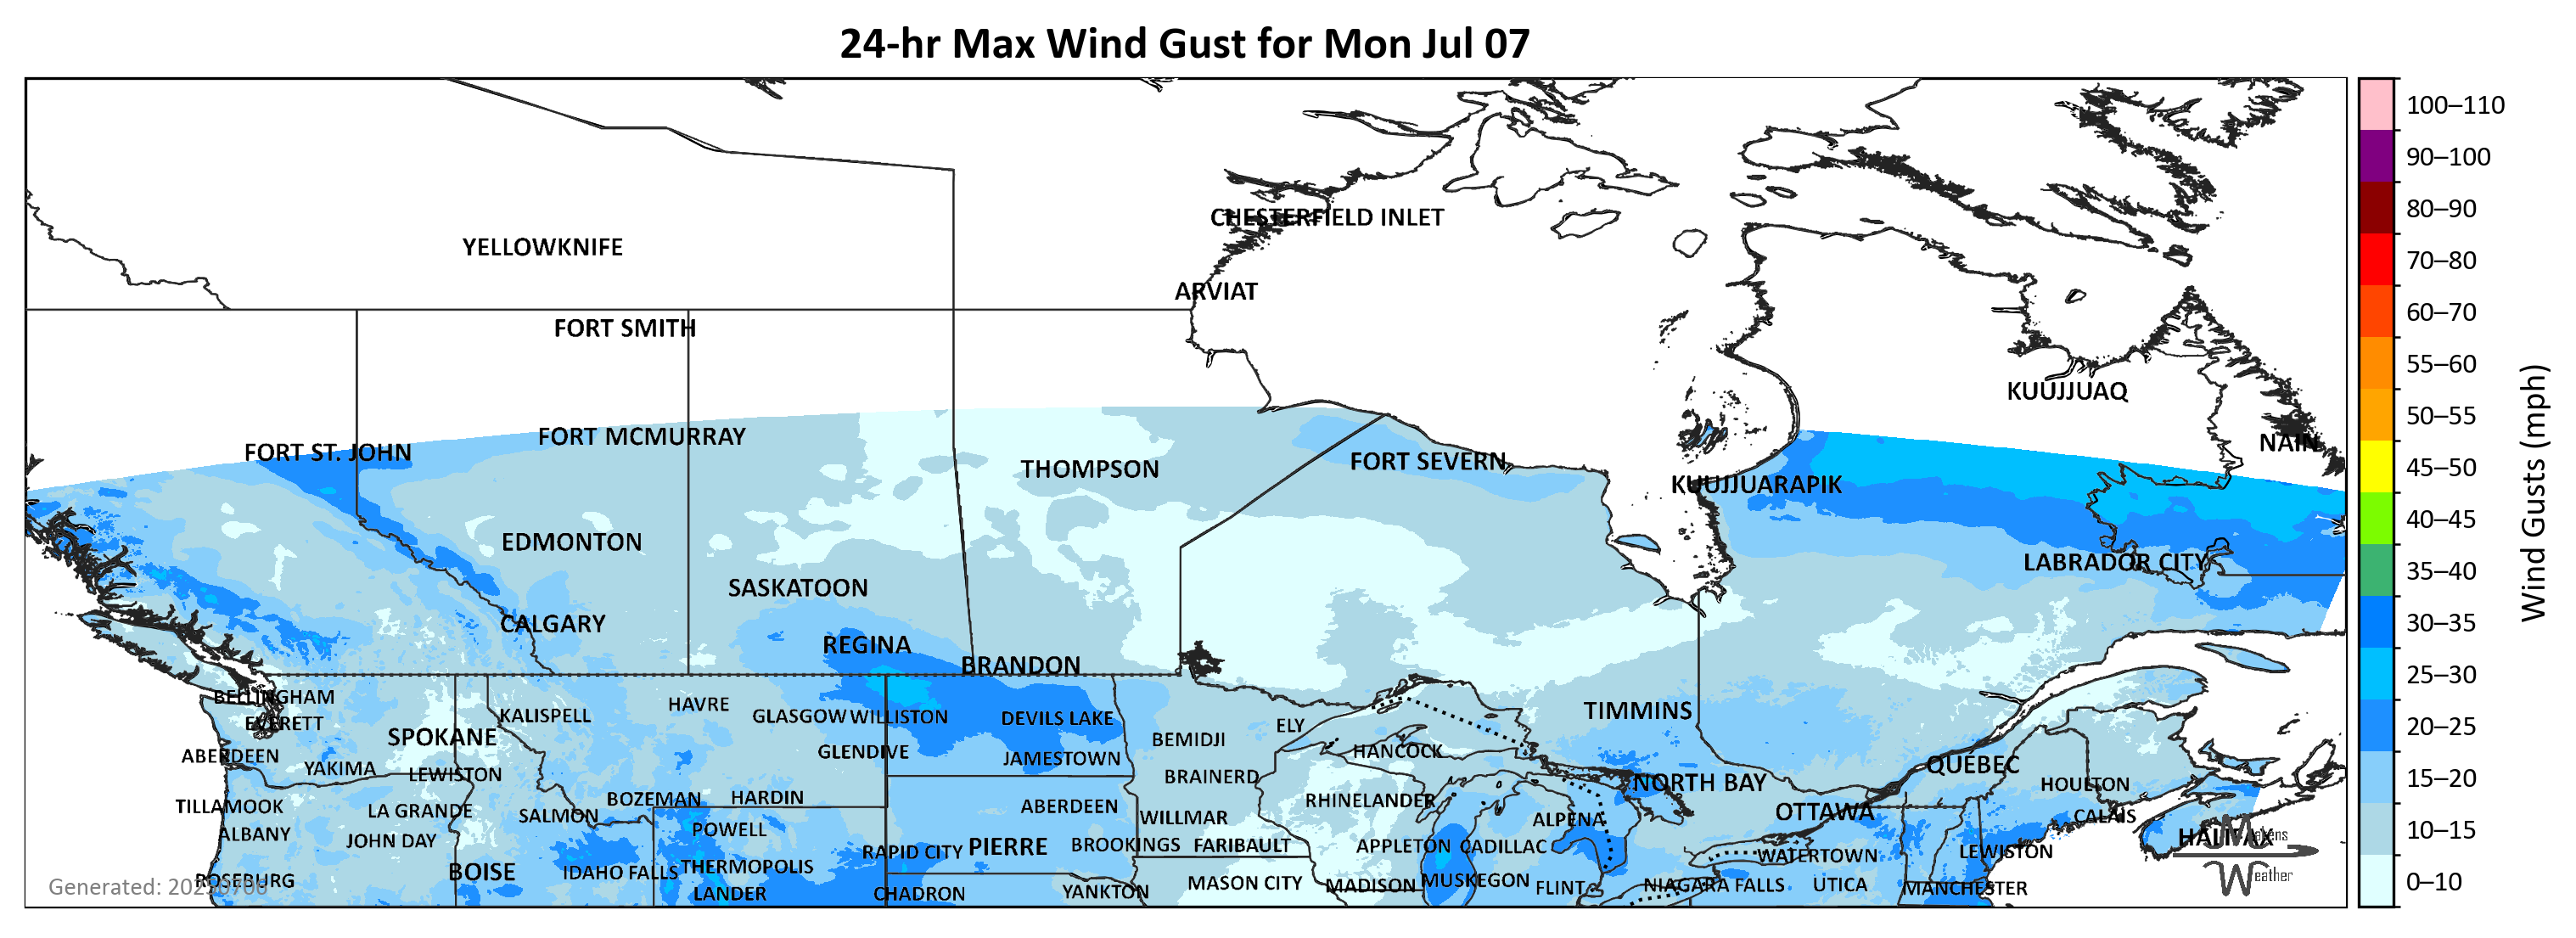 24-hr Max Wind Gust for Mon Jul 07
100–110
90–100
80–90
70–80
60–70
55–60
50–55
45–50
40–45
35–40
30–35
25–30
20–25
15–20
10–15
0–10
Wind Gusts (mph)
CHESTERFIELD INLET
YELLOWKNIFE
ARVIAT
FORT SMITH
KUUJJUAQ
FORT MCMURRAY
NAIN
FORT ST. JOHN
FORT SEVERN
THOMPSON
KUUJJUARAPIK
EDMONTON
LABRADOR CITY
SASKATOON
CALGARY
REGINA
BRANDON
BELLINGHAM
HAVRE
TIMMINS
KALISPELL
GLASGOW
WILLISTON
DEVILS LAKE
EVERETT
ELY
SPOKANE
BEMIDJI
HANCOCK
GLENDIVE
ABERDEEN
JAMESTOWN
QUÉBEC
YAKIMA
LEWISTON
BRAINERD
NORTH BAY
HOULTON
BOZEMAN
HARDIN
RHINELANDER
TILLAMOOK
ABERDEEN
LA GRANDE
OTTAWA
SALMON
WILLMAR
CALAIS
ALPENA
POWELL
ALBANY
HALIFAX
JOHN DAY
BROOKINGS
FARIBAULT
APPLETON
CADILLAC
PIERRE
RAPID CITY
LEWISTON
WATERTOWN
THERMOPOLIS
BOISE
IDAHO FALLS
ROSEBURG
MUSKEGON
MASON CITY
MADISON
NIAGARA FALLS
UTICA
FLINT
MANCHESTER
YANKTON
LANDER
CHADRON
Weather